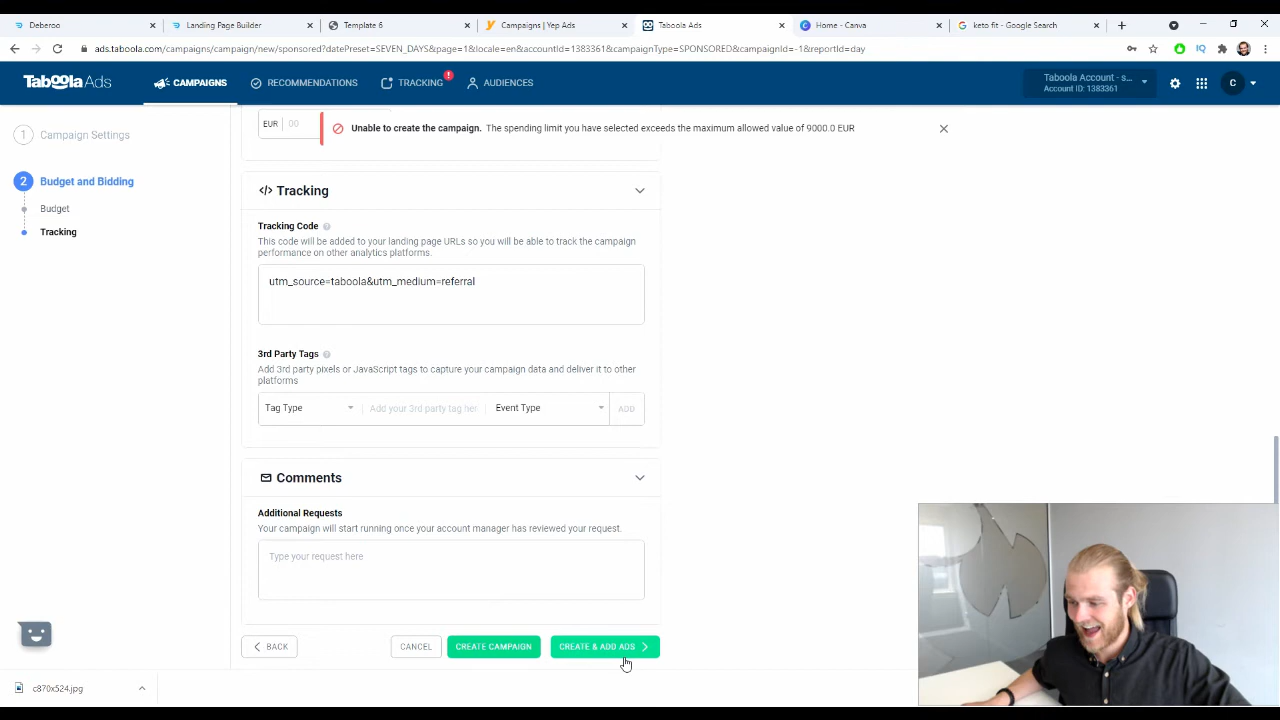 Deberoo
Landing Page Builder
Template 6
Campaigns | Yep Ads
Taboola Ads
Home - Canva
keto fit - Google Search
ads.taboola.com/campaigns/campaign/new/sponsored?datePreset=SEVEN_DAYS&page=1&locale=en&accountId=1383361&campaignType=SPONSORED&campaignId=-1&reportId=day
Taboola Ads
CAMPAIGNS
RECOMMENDATIONS
TRACKING
AUDIENCES
Taboola Account - s...
Account ID: 1383361
C
1 Campaign Settings
2 Budget and Bidding
Budget
Tracking
EUR 00
Unable to create the campaign. The spending limit you have selected exceeds the maximum allowed value of 9000.0 EUR
</> Tracking
Tracking Code
This code will be added to your landing page URLs so you will be able to track the campaign
performance on other analytics platforms.
utm_source=taboola&utm_medium=referral
3rd Party Tags
Add 3rd party pixels or JavaScript tags to capture your campaign data and deliver it to other
platforms
Tag Type Add your 3rd party tag her Event Type ADD
Comments
Additional Requests
Your campaign will start running once your account manager has reviewed your request.
Type your request here
BACK CANCEL CREATE CAMPAIGN CREATE & ADD ADS
c870x524.jpg